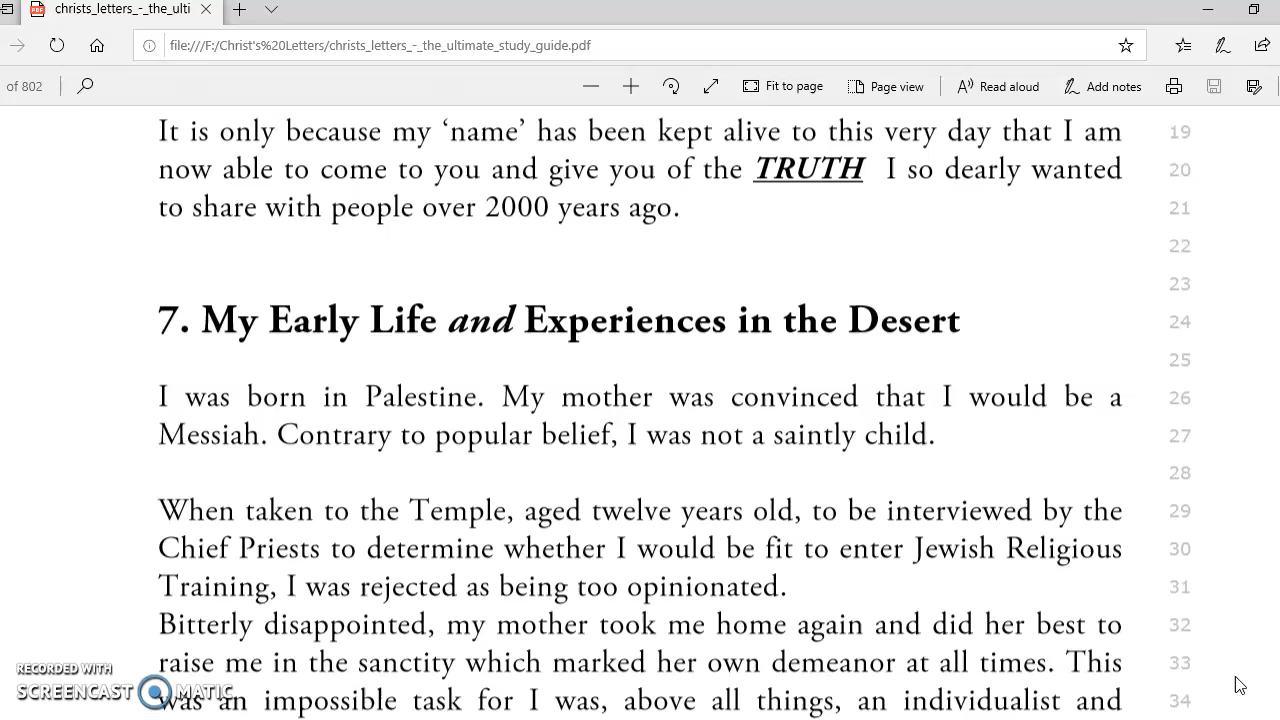 christs_letters_-_the_ulti
file:///F:/Christ's%20Letters/christs_letters_-_the_ultimate_study_guide.pdf
of 802 Fit to page Page view Read aloud Add notes
It is only because my ‘name’ has been kept alive to this very day that I am 19
now able to come to you and give you of the TRUTH I so dearly wanted 20
to share with people over 2000 years ago. 21
22
23
7. My Early Life and Experiences in the Desert 24
25
I was born in Palestine. My mother was convinced that I would be a 26
Messiah. Contrary to popular belief, I was not a saintly child. 27
28
When taken to the Temple, aged twelve years old, to be interviewed by the 29
Chief Priests to determine whether I would be fit to enter Jewish Religious 30
Training, I was rejected as being too opinionated. 31
Bitterly disappointed, my mother took me home again and did her best to 32
raise me in the sanctity which marked her own demeanor at all times. This 33
was an impossible task for I was, above all things, an individualist and 34
RECORDED WITH
SCREENCAST MATIC